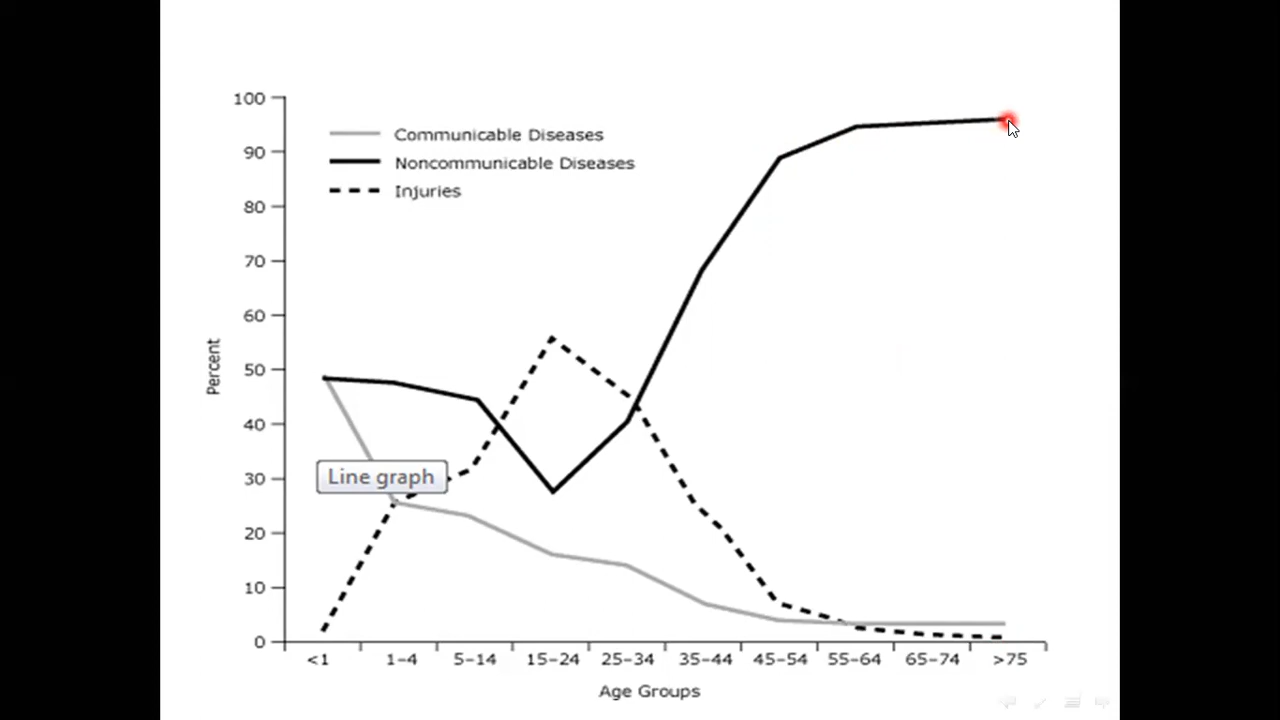 100
90
80
70
60
50
40
30
20
10
0
Percent
Communicable Diseases
Noncommunicable Diseases
Injuries
Line graph
<1 1–4 5–14 15–24 25–34 35–44 45–54 55–64 65–74 >75
Age Groups